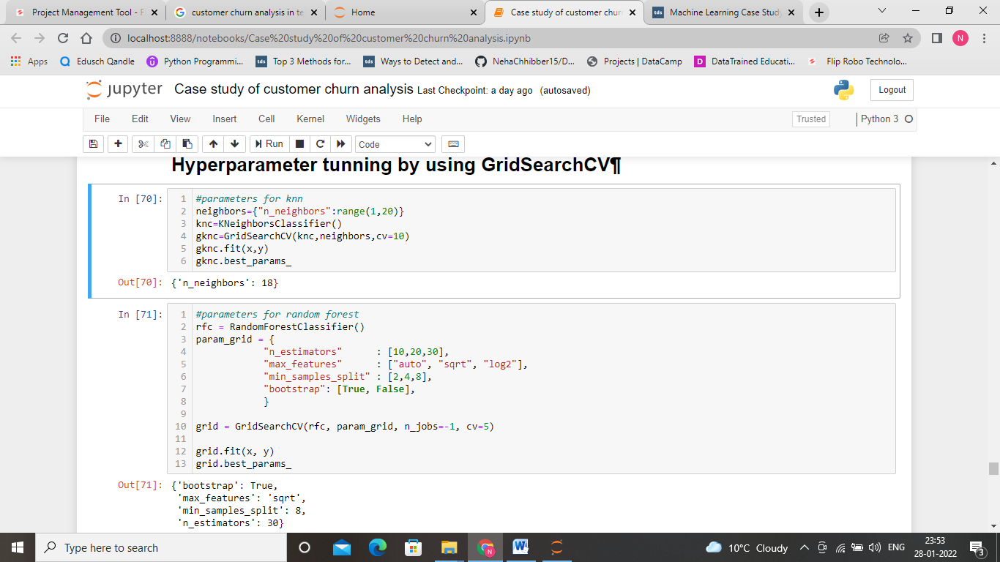 Project Management Tool - F
customer churn analysis in te
Home
Case study of customer churn
tds Machine Learning Case Study
localhost:8888/notebooks/Case%20study%20of%20customer%20churn%20analysis.ipynb
N
Apps
Edusch Qandle
Python Programmi...
tds Top 3 Methods for...
tds Ways to Detect and...
NehaChhibber15/D...
Projects | DataCamp
D DataTrained Educati...
Flip Robo Technolo...
jupyter Case study of customer churn analysis Last Checkpoint: a day ago (autosaved)
Logout
File Edit View Insert Cell Kernel Widgets Help
Trusted
Python 3
Run
Code
Hyperparameter tunning by using GridSearchCV¶
In [70]:
1 #parameters for knn
2 neighbors={"n_neighbors":range(1,20)}
3 knc=KNeighborsClassifier()
4 gknc=GridSearchCV(knc,neighbors,cv=10)
5 gknc.fit(x,y)
6 gknc.best_params_
Out[70]: {'n_neighbors': 18}
In [71]:
1 #parameters for random forest
2 rfc = RandomForestClassifier()
3 param_grid = {
4 "n_estimators" : [10,20,30],
5 "max_features" : ["auto", "sqrt", "log2"],
6 "min_samples_split" : [2,4,8],
7 "bootstrap": [True, False],
8 }
9
10 grid = GridSearchCV(rfc, param_grid, n_jobs=-1, cv=5)
11
12 grid.fit(x, y)
13 grid.best_params_
Out[71]: {'bootstrap': True,
'max_features': 'sqrt',
'min_samples_split': 8,
'n_estimators': 30}
Type here to search
10°C Cloudy
ENG
23:53
28-01-2022
3